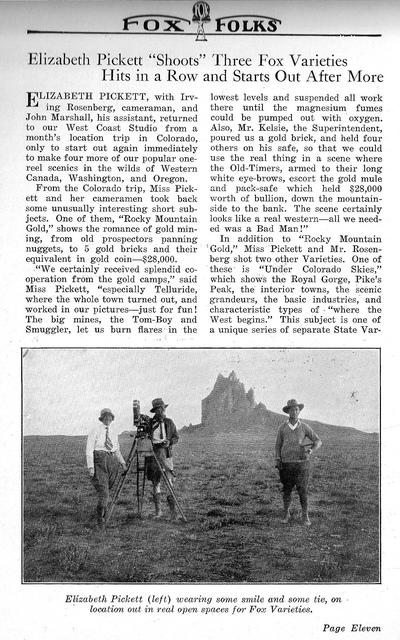 FOX FOLKS
Elizabeth Pickett "Shoots" Three Fox Varieties
Hits in a Row and Starts Out After More
ELIZABETH PICKETT, with Irv-
ing Rosenberg, cameraman, and
John Marshall, his assistant, returned
to our West Coast Studio from a
month's location trip in Colorado,
only to start out again immediately
to make four more of our popular one-
reel scenics in the wilds of Western
Canada, Washington, and Oregon.
From the Colorado trip, Miss Pick-
ett and her cameramen took back
some unusually interesting short sub-
jects. One of them, "Rocky Mountain
Gold," shows the romance of gold min-
ing, from old prospectors panning
nuggets, to 5 gold bricks and their
equivalent in gold coin—$28,000.
"We certainly received splendid co-
operation from the gold camps," said
Miss Pickett, "especially Telluride,
where the whole town turned out, and
worked in our pictures—just for fun!
The big mines, the Tom-Boy and
Smuggler, let us burn flares in the
lowest levels and suspended all work
there until the magnesium fumes
could be pumped out with oxygen.
Also, Mr. Kelsie, the Superintendent,
poured us a gold brick, and held four
others on his safe, so that we could
use the real thing in a scene where
the Old-Timers, armed to their long
white eye-brows, escort the gold mule
and pack-safe which held $28,000
worth of bullion, down the mountain-
side to the bank. The scene certainly
looks like a real western—all we need-
ed was a Bad Man!"
In addition to "Rocky Mountain
Gold," Miss Pickett and Mr. Rosen-
berg shot two other Varieties. One of
these is "Under Colorado Skies,"
which shows the Royal Gorge, Pike's
Peak, the interior towns, the scenic
grandeurs, the basic industries, and
characteristic types of "where the
West begins." This subject is one of
a unique series of separate State Var-
Elizabeth Pickett (left) wearing some smile and some tie, on
location out in real open spaces for Fox Varieties.
Page Eleven